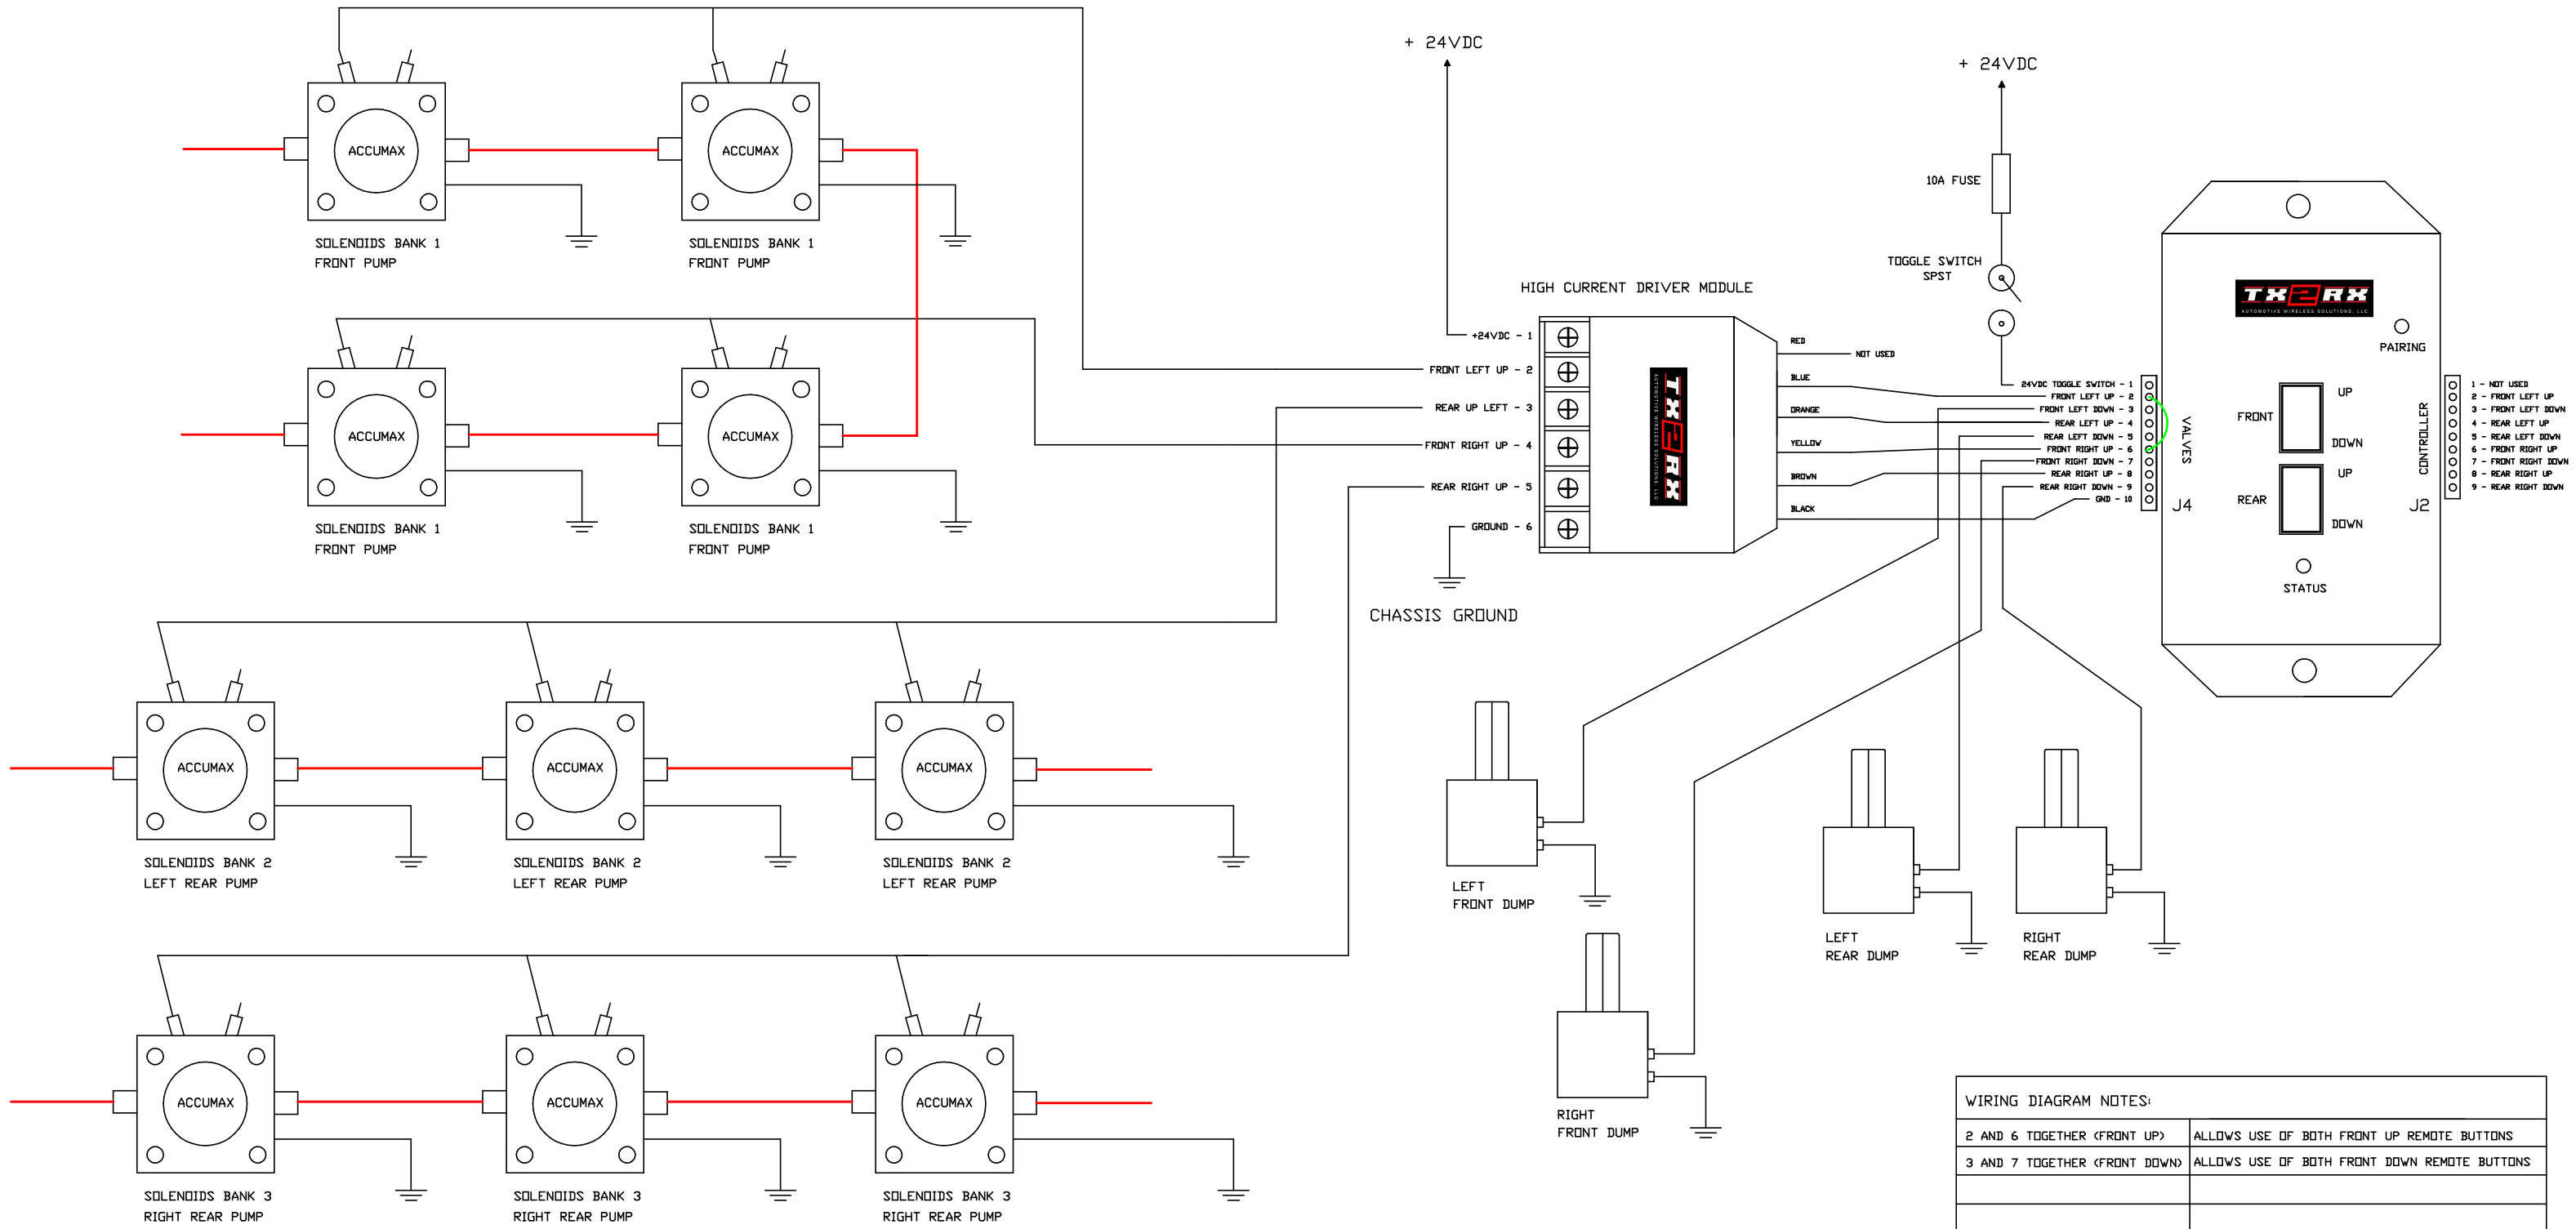 + 24VDC
+ 24VDC
ACCUMAX
ACCUMAX
10A FUSE
SOLENOIDS BANK 1
FRONT PUMP
SOLENOIDS BANK 1
FRONT PUMP
TOGGLE SWITCH
SPST
HIGH CURRENT DRIVER MODULE
TX2RX
AUTOMOTIVE WIRELESS SOLUTIONS, LLC
PAIRING
+24VDC - 1
FRONT LEFT UP - 2
REAR UP LEFT - 3
FRONT RIGHT UP - 4
REAR RIGHT UP - 5
GROUND - 6
TX2RX
AUTOMOTIVE WIRELESS SOLUTIONS, LLC
RED
NOT USED
BLUE
ORANGE
YELLOW
BROWN
BLACK
24VDC TOGGLE SWITCH - 1
FRONT LEFT UP - 2
FRONT LEFT DOWN - 3
REAR LEFT UP - 4
REAR LEFT DOWN - 5
FRONT RIGHT UP - 6
FRONT RIGHT DOWN - 7
REAR RIGHT UP - 8
REAR RIGHT DOWN - 9
GND - 10
VALVES
J4
FRONT
UP
DOWN
REAR
UP
DOWN
STATUS
CONTROLLER
J2
1 - NOT USED
2 - FRONT LEFT UP
3 - FRONT LEFT DOWN
4 - REAR LEFT UP
5 - REAR LEFT DOWN
6 - FRONT RIGHT UP
7 - FRONT RIGHT DOWN
8 - REAR RIGHT UP
9 - REAR RIGHT DOWN
ACCUMAX
ACCUMAX
SOLENOIDS BANK 1
FRONT PUMP
SOLENOIDS BANK 1
FRONT PUMP
CHASSIS GROUND
ACCUMAX
ACCUMAX
ACCUMAX
SOLENOIDS BANK 2
LEFT REAR PUMP
SOLENOIDS BANK 2
LEFT REAR PUMP
SOLENOIDS BANK 2
LEFT REAR PUMP
LEFT
FRONT DUMP
LEFT
REAR DUMP
RIGHT
REAR DUMP
ACCUMAX
ACCUMAX
ACCUMAX
RIGHT
FRONT DUMP
SOLENOIDS BANK 3
RIGHT REAR PUMP
SOLENOIDS BANK 3
RIGHT REAR PUMP
SOLENOIDS BANK 3
RIGHT REAR PUMP
WIRING DIAGRAM NOTES:
2 AND 6 TOGETHER (FRONT UP) ALLOWS USE OF BOTH FRONT UP REMOTE BUTTONS
3 AND 7 TOGETHER (FRONT DOWN) ALLOWS USE OF BOTH FRONT DOWN REMOTE BUTTONS